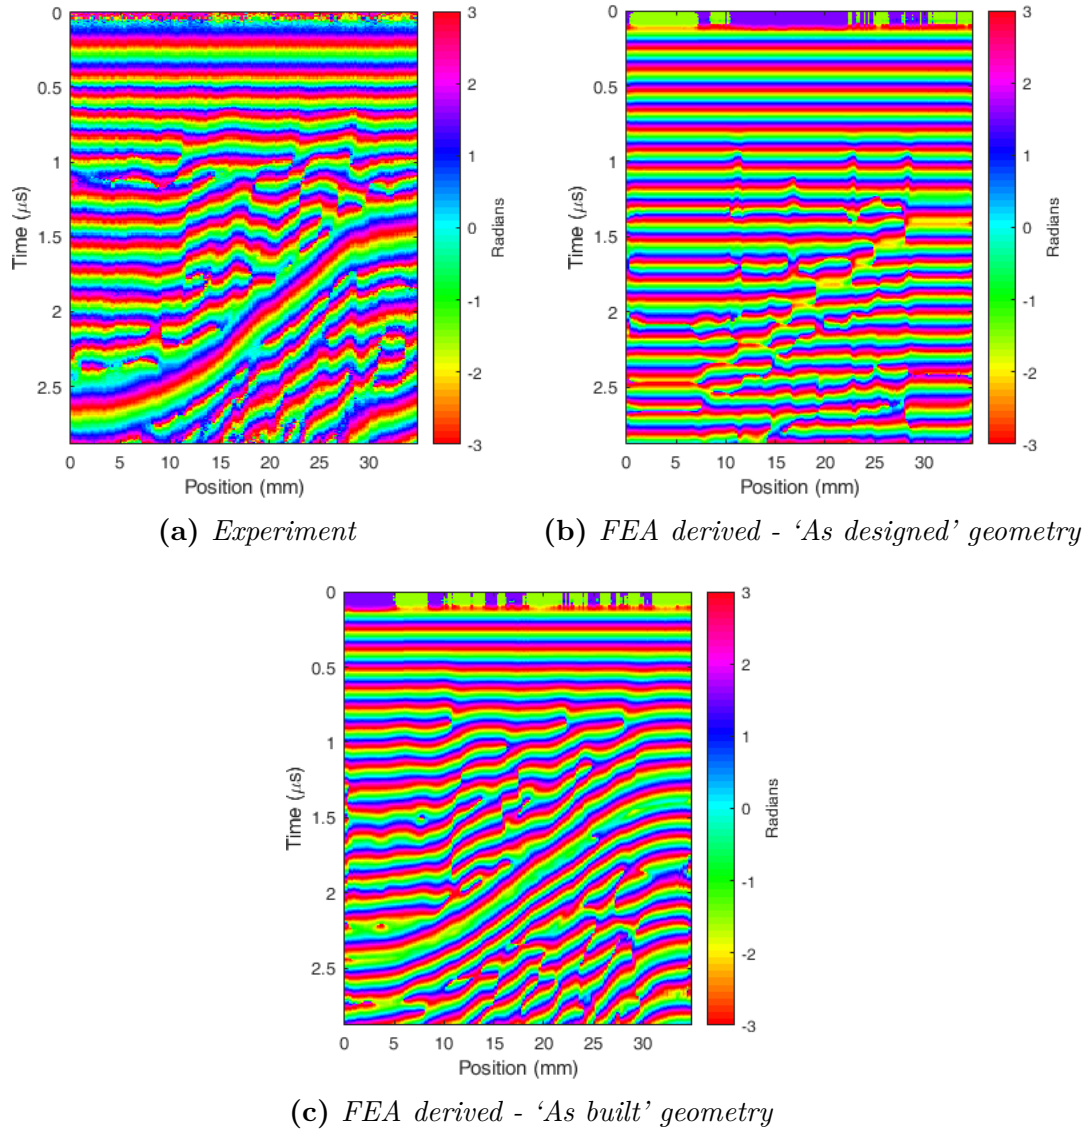 0
0.5
1
1.5
2
2.5
Time (μs)
0 5 10 15 20 25 30
Position (mm)
3
2
1
0
-1
-2
-3
Radians
(a) Experiment
0
0.5
1
1.5
2
2.5
Time (μs)
0 5 10 15 20 25 30
Position (mm)
3
2
1
0
-1
-2
-3
Radians
(b) FEA derived - ‘As designed’ geometry
0
0.5
1
1.5
2
2.5
Time (μs)
0 5 10 15 20 25 30
Position (mm)
3
2
1
0
-1
-2
-3
Radians
(c) FEA derived - ‘As built’ geometry